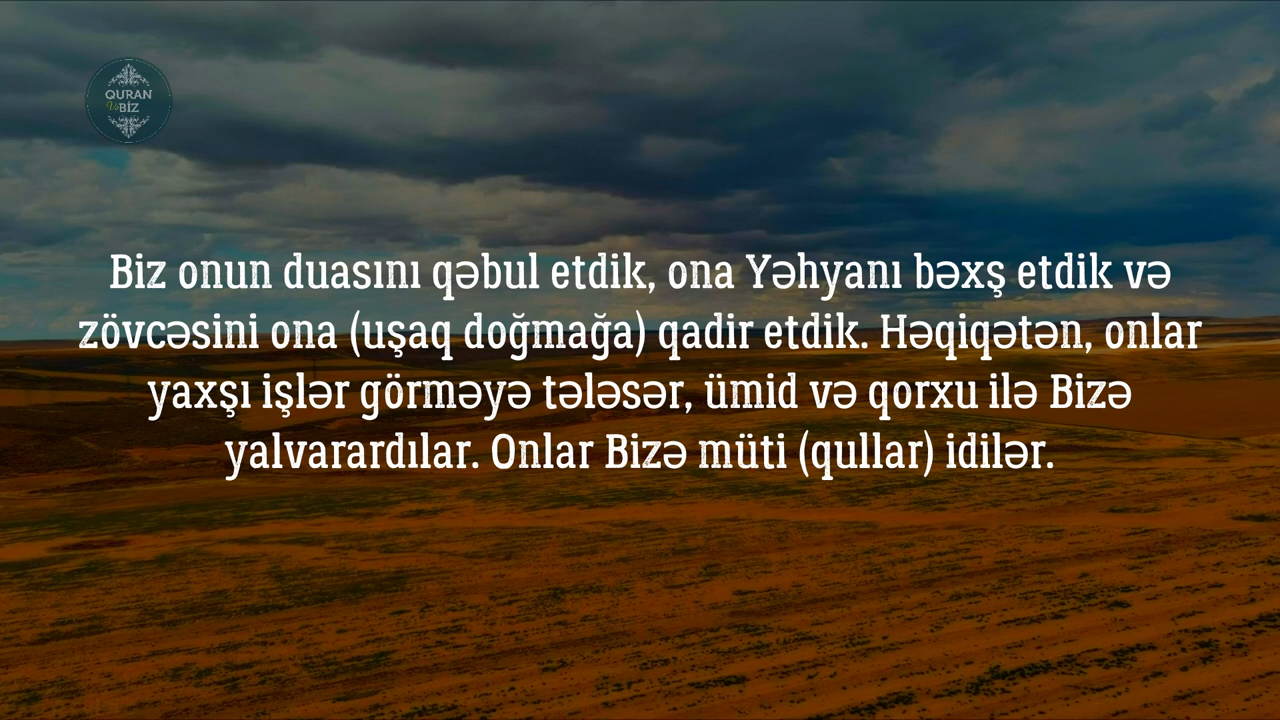 QURAN
Və BİZ
Biz onun duasını qəbul etdik, ona Yəhyanı bəxş etdik və
zövcəsini ona (uşaq doğmağa) qadir etdik. Həqiqətən, onlar
yaxşı işlər görməyə tələsər, ümid və qorxu ilə Bizə
yalvarardılar. Onlar Bizə müti (qullar) idilər.